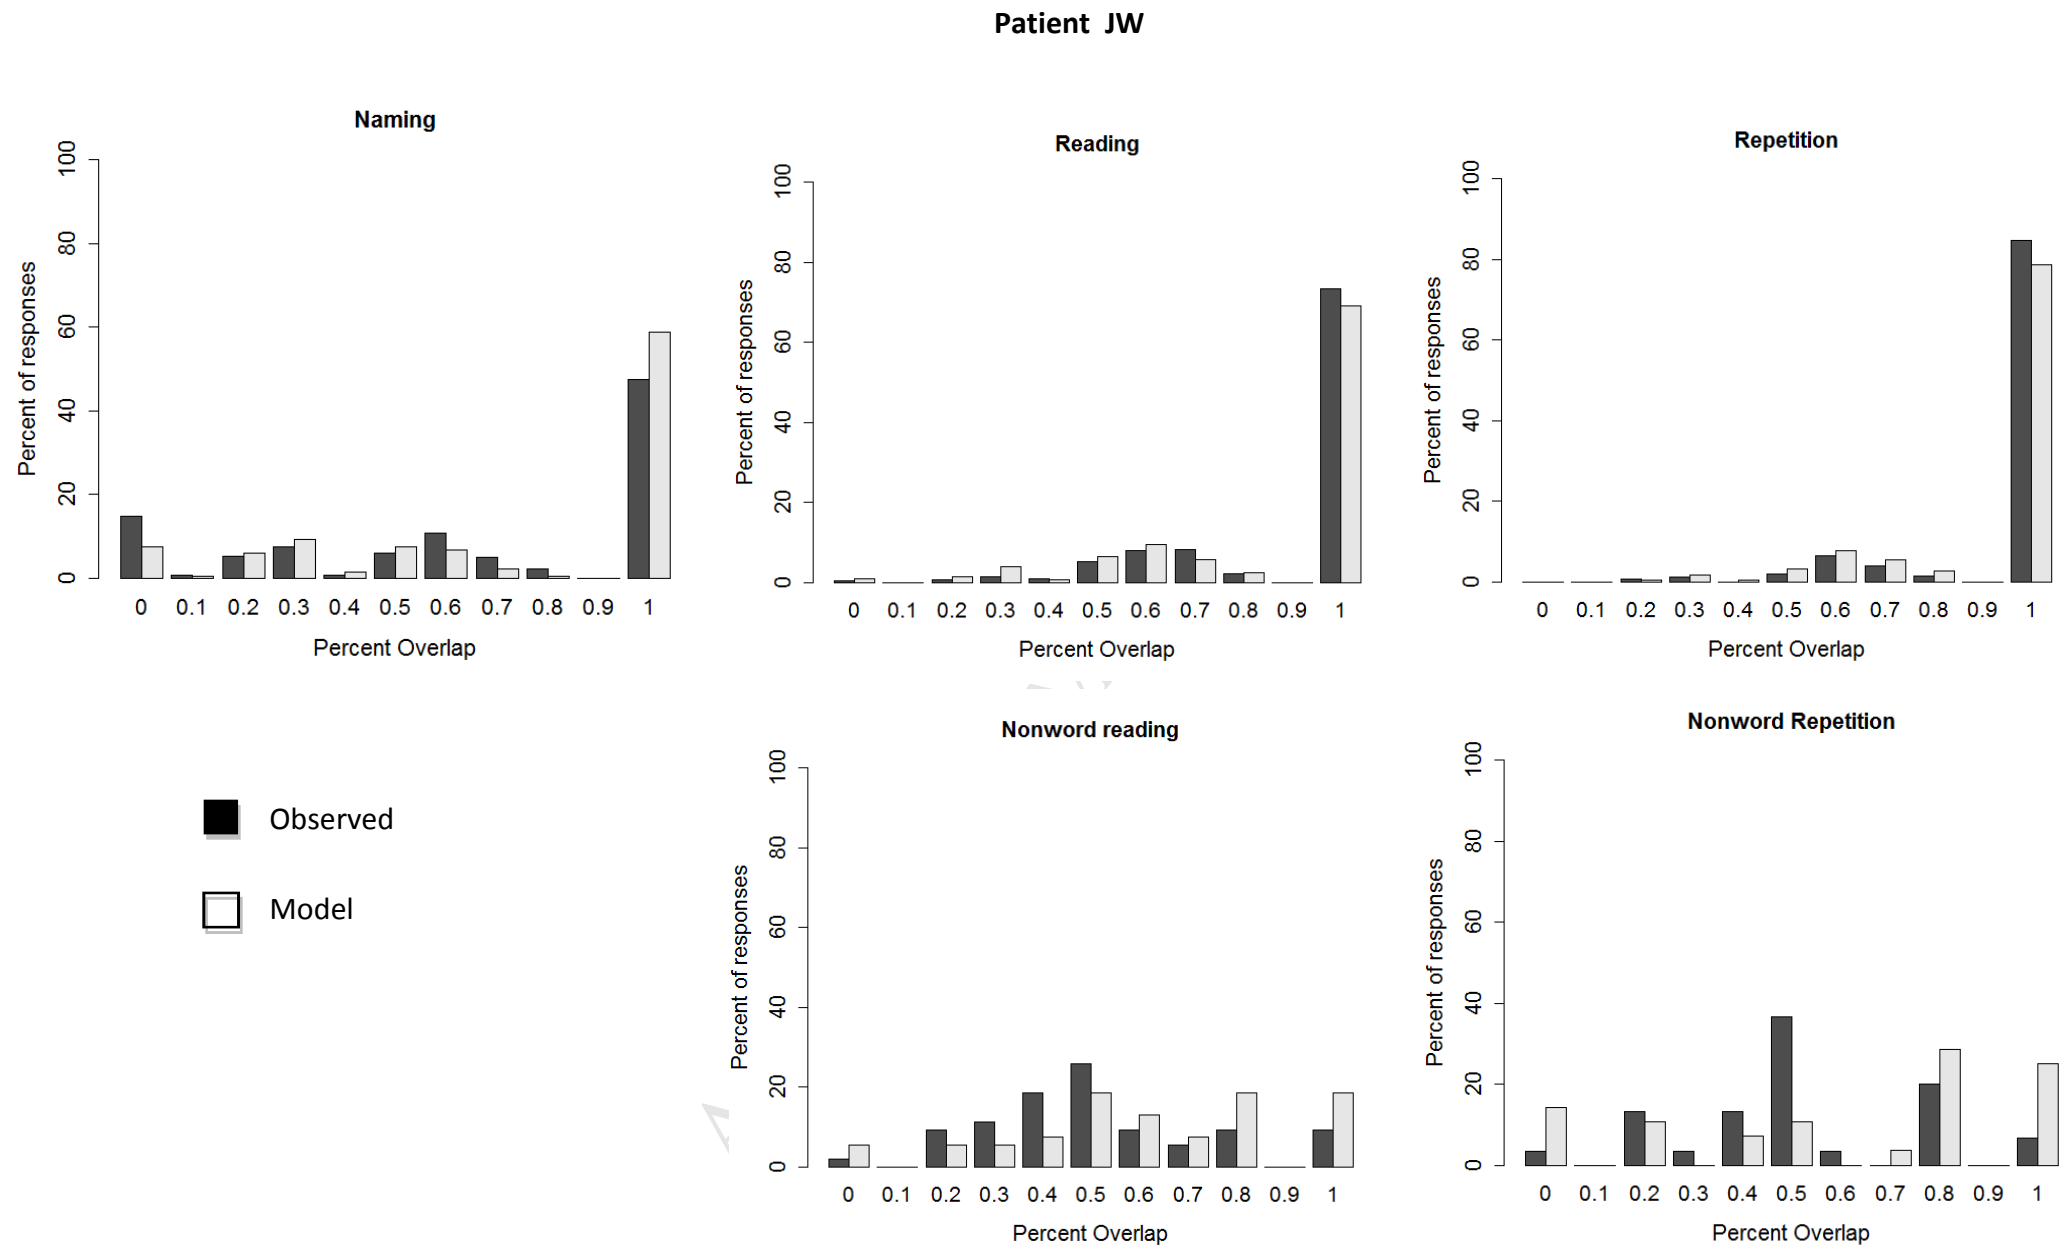 Patient JW
Naming
Percent of responses
0 20 40 60 80 100
0 0.1 0.2 0.3 0.4 0.5 0.6 0.7 0.8 0.9 1
Percent Overlap
Reading
Percent of responses
0 20 40 60 80 100
0 0.1 0.2 0.3 0.4 0.5 0.6 0.7 0.8 0.9 1
Percent Overlap
Repetition
Percent of responses
0 20 40 60 80 100
0 0.1 0.2 0.3 0.4 0.5 0.6 0.7 0.8 0.9 1
Percent Overlap
Observed
Model
Nonword reading
Percent of responses
0 20 40 60 80 100
0 0.1 0.2 0.3 0.4 0.5 0.6 0.7 0.8 0.9 1
Percent Overlap
Nonword Repetition
Percent of responses
0 20 40 60 80 100
0 0.1 0.2 0.3 0.4 0.5 0.6 0.7 0.8 0.9 1
Percent Overlap